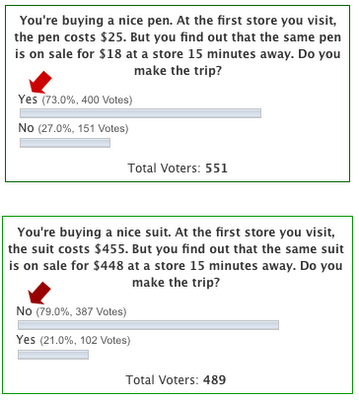 You're buying a nice pen. At the first store you visit,
the pen costs $25. But you find out that the same pen
is on sale for $18 at a store 15 minutes away. Do you
make the trip?
Yes (73.0%, 400 Votes)
No (27.0%, 151 Votes)
Total Voters: 551
You're buying a nice suit. At the first store you visit,
the suit costs $455. But you find out that the same suit
is on sale for $448 at a store 15 minutes away. Do you
make the trip?
No (79.0%, 387 Votes)
Yes (21.0%, 102 Votes)
Total Voters: 489